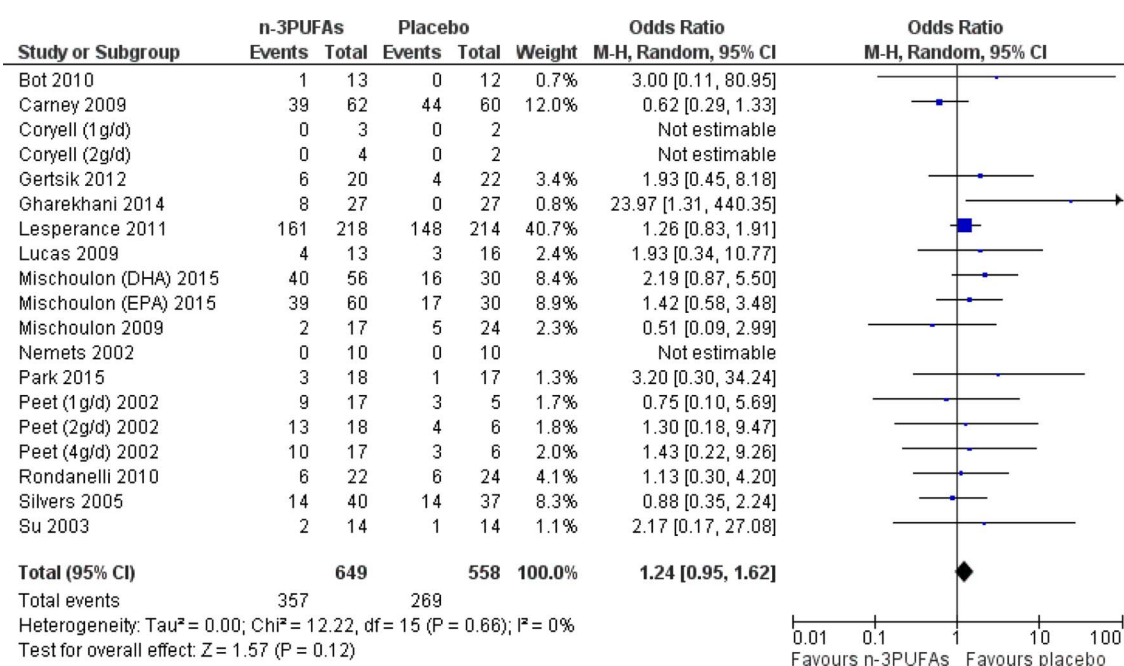 n-3PUFAs Placebo Odds Ratio Odds Ratio
Study or Subgroup Events Total Events Total Weight M-H, Random, 95% CI M-H, Random, 95% CI
Bot 2010 1 13 0 12 0.7% 3.00 [0.11, 80.95]
Carney 2009 39 62 44 60 12.0% 0.62 [0.29, 1.33]
Coryell (1g/d) 0 3 0 2 Not estimable
Coryell (2g/d) 0 4 0 2 Not estimable
Gertsik 2012 6 20 4 22 3.4% 1.93 [0.45, 8.18]
Gharekhani 2014 8 27 0 27 0.8% 23.97 [1.31, 440.35]
Lesperance 2011 161 218 148 214 40.7% 1.26 [0.83, 1.91]
Lucas 2009 4 13 3 16 2.4% 1.93 [0.34, 10.77]
Mischoulon (DHA) 2015 40 56 16 30 8.4% 2.19 [0.87, 5.50]
Mischoulon (EPA) 2015 39 60 17 30 8.9% 1.42 [0.58, 3.48]
Mischoulon 2009 2 17 5 24 2.3% 0.51 [0.09, 2.99]
Nemets 2002 0 10 0 10 Not estimable
Park 2015 3 18 1 17 1.3% 3.20 [0.30, 34.24]
Peet (1g/d) 2002 9 17 3 5 1.7% 0.75 [0.10, 5.69]
Peet (2g/d) 2002 13 18 4 6 1.8% 1.30 [0.18, 9.47]
Peet (4g/d) 2002 10 17 3 6 2.0% 1.43 [0.22, 9.26]
Rondanelli 2010 6 22 6 24 4.1% 1.13 [0.30, 4.20]
Silvers 2005 14 40 14 37 8.3% 0.88 [0.35, 2.24]
Su 2003 2 14 1 14 1.1% 2.17 [0.17, 27.08]
Total (95% CI) 649 558 100.0% 1.24 [0.95, 1.62]
Total events 357 269
Heterogeneity: Tau² = 0.00; Chi² = 12.22, df = 15 (P = 0.66); I² = 0%
Test for overall effect: Z = 1.57 (P = 0.12)
0.01 0.1 1 10 100
Favours n-3PUFAs Favours placebo